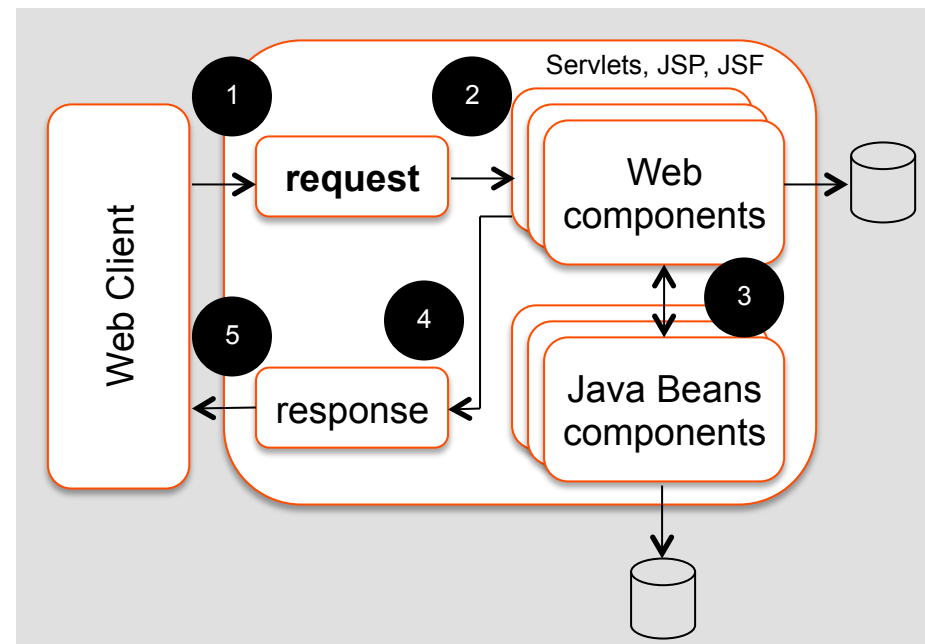 Servlets, JSP, JSF
1
2
request
Web
components
Web Client
3
4
5
response
Java Beans
components